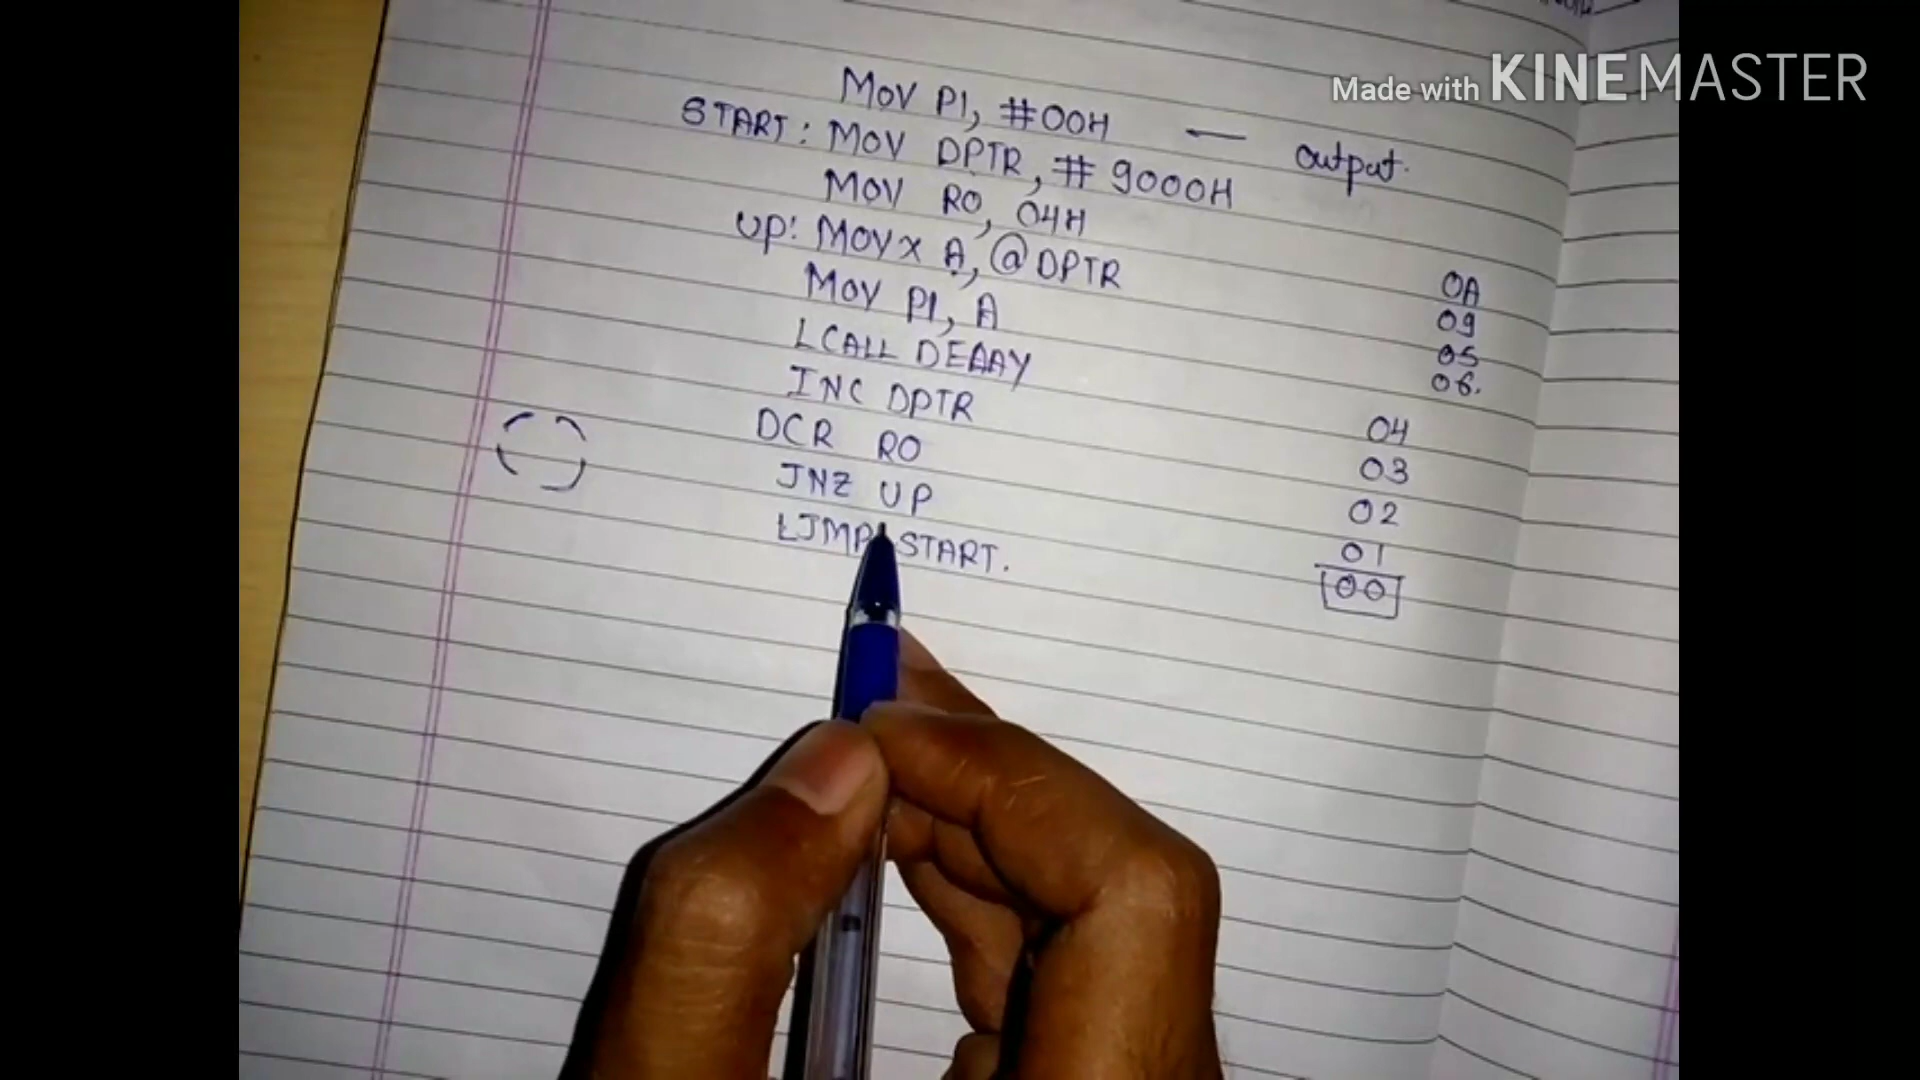 Made with KINEMASTER
MOV P1, #00H — output.
START: MOV DPTR, # 9000H
MOV R0, 04H
UP: MOVX A, @DPTR
MOV P1, A
LCALL DEAAY
INC DPTR
DCR R0
JNZ UP
LJMP START.
0A
09
05
06.
04
03
02
01
00